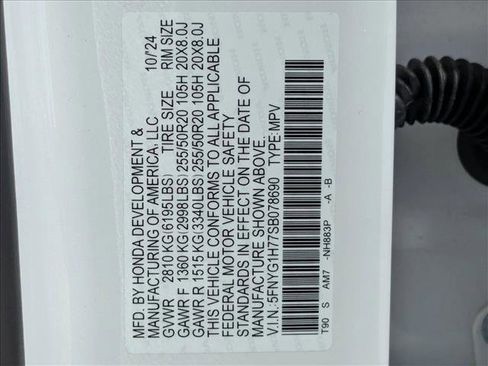 MFD. BY HONDA DEVELOPMENT &
MANUFACTURING OF AMERICA, LLC 10/24
GVWR 2810 KG(6195LBS) TIRE SIZE RIM SIZE
GAWR F 1360 KG(2998LBS) 255/50R20 105H 20X8.0J
GAWR R 1515 KG(3340LBS) 255/50R20 105H 20X8.0J
THIS VEHICLE CONFORMS TO ALL APPLICABLE
FEDERAL MOTOR VEHICLE SAFETY
STANDARDS IN EFFECT ON THE DATE OF
MANUFACTURE SHOWN ABOVE.
V.I.N.:5FNYG1H77SB078690 TYPE:MPV
T90 S AM7 -NH883P -A -B